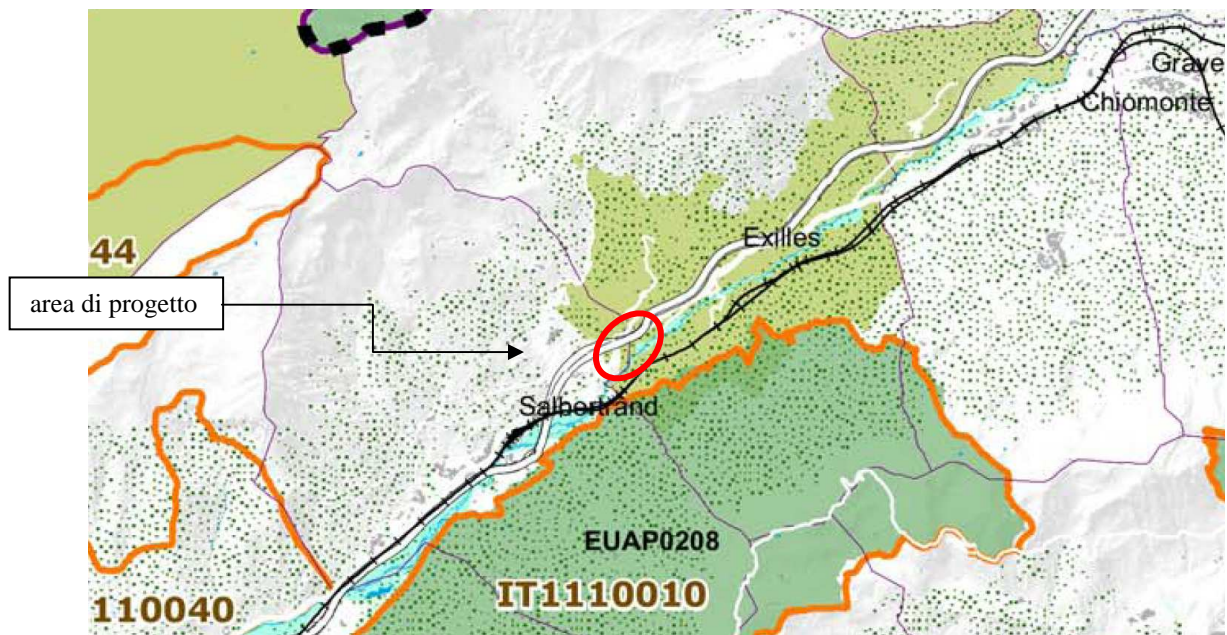 Grave
Chiomonte
Exilles
44
area di progetto
Salbertrand
EUAP0208
IT1110010
110040